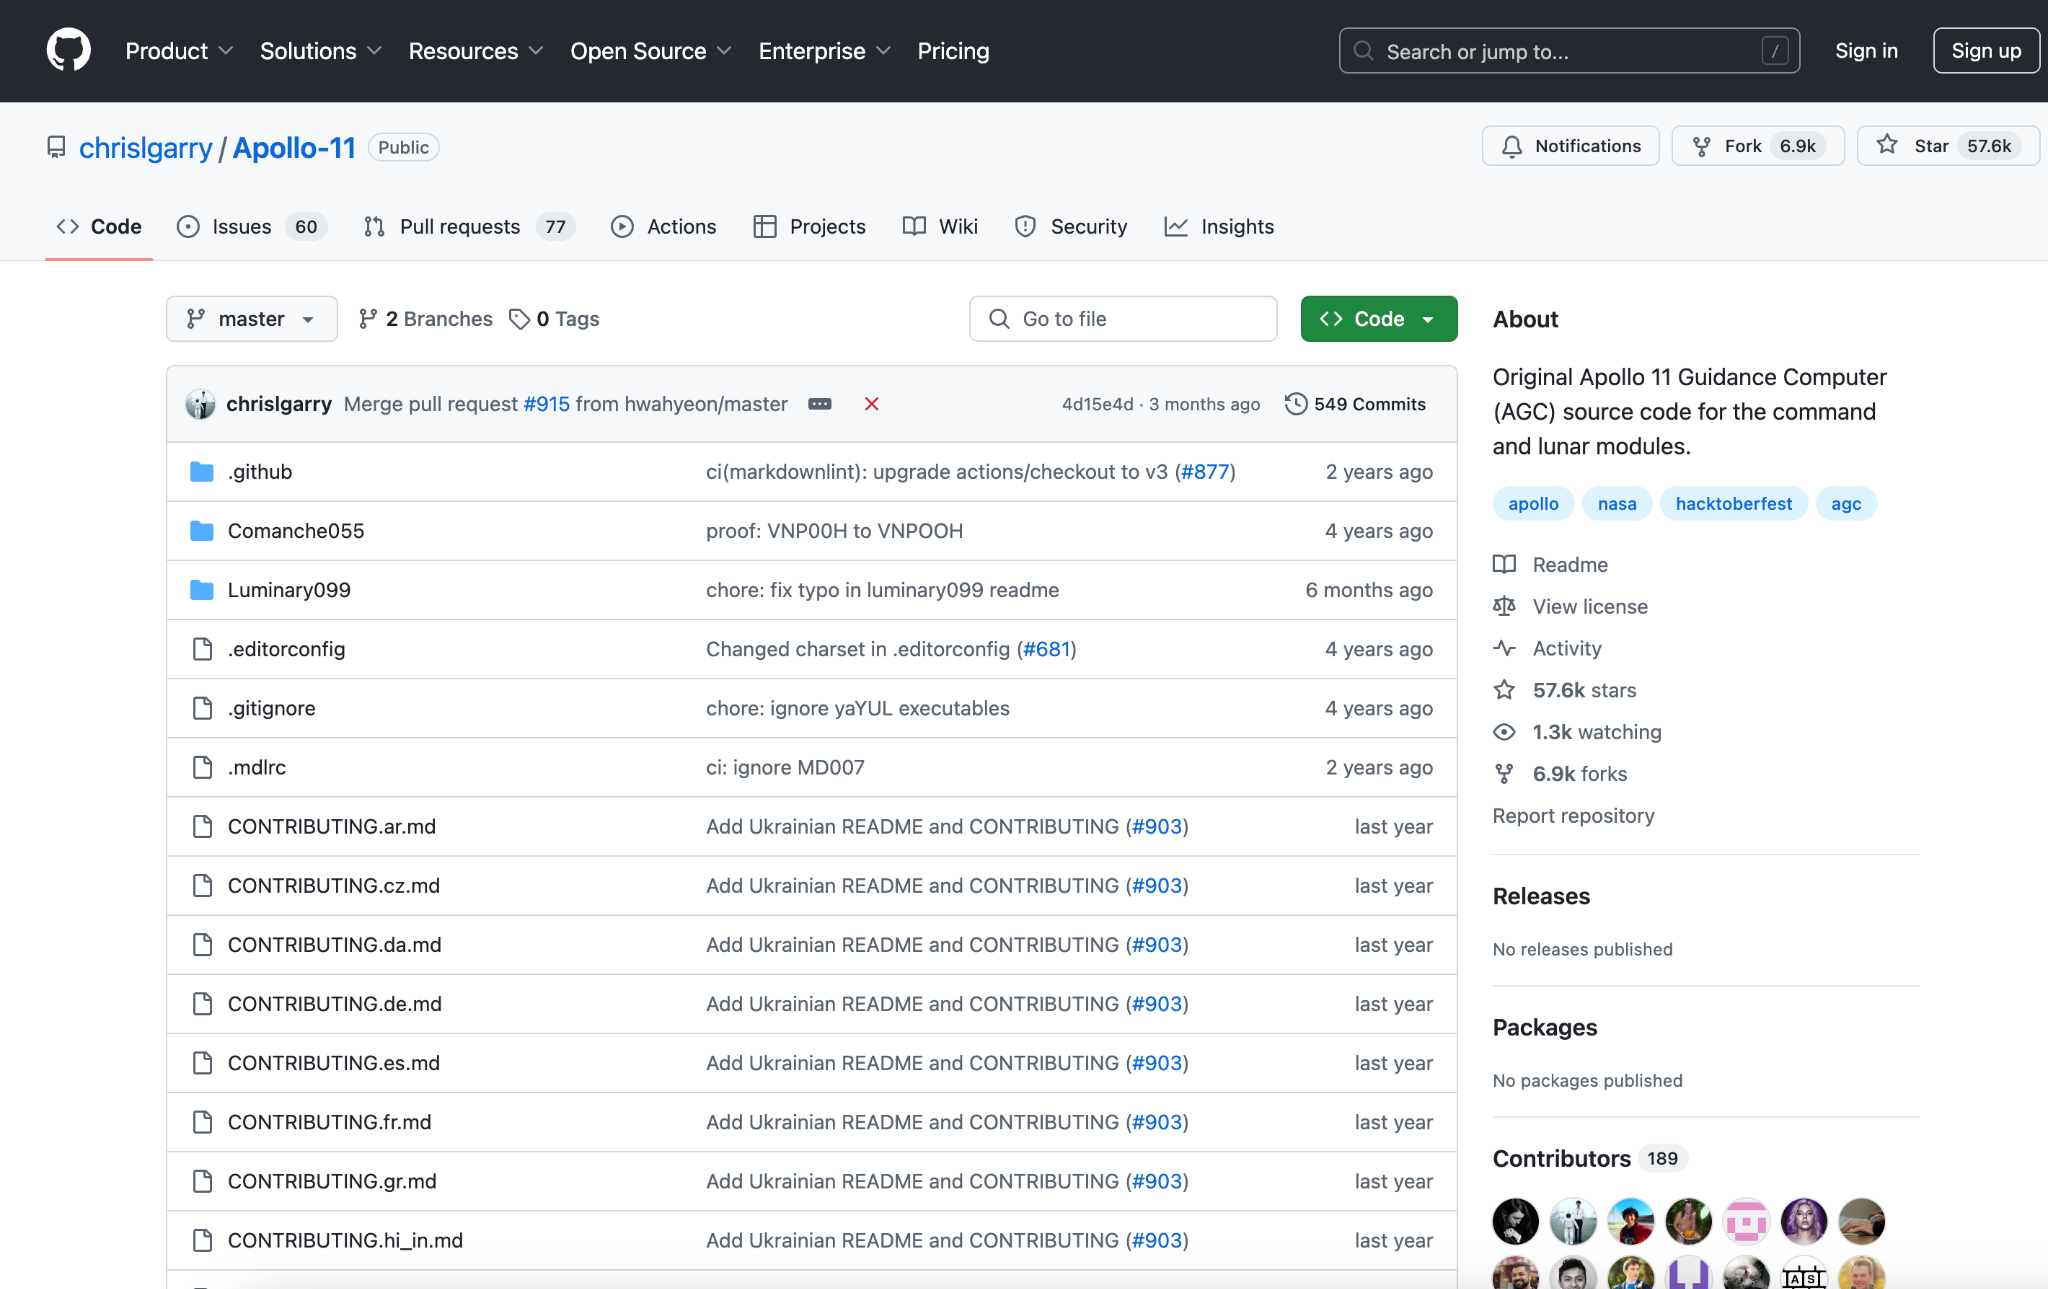 Product Solutions Resources Open Source Enterprise Pricing Search or jump to... / Sign in Sign up
chrislgarry / Apollo-11 Public Notifications Fork 6.9k Star 57.6k
Code Issues 60 Pull requests 77 Actions Projects Wiki Security Insights
master 2 Branches 0 Tags Go to file Code
chrislgarry Merge pull request #915 from hwahyeon/master 4d15e4d · 3 months ago 549 Commits
.github ci(markdownlint): upgrade actions/checkout to v3 (#877) 2 years ago
Comanche055 proof: VNP00H to VNPOOH 4 years ago
Luminary099 chore: fix typo in luminary099 readme 6 months ago
.editorconfig Changed charset in .editorconfig (#681) 4 years ago
.gitignore chore: ignore yaYUL executables 4 years ago
.mdlrc ci: ignore MD007 2 years ago
CONTRIBUTING.ar.md Add Ukrainian README and CONTRIBUTING (#903) last year
CONTRIBUTING.cz.md Add Ukrainian README and CONTRIBUTING (#903) last year
CONTRIBUTING.da.md Add Ukrainian README and CONTRIBUTING (#903) last year
CONTRIBUTING.de.md Add Ukrainian README and CONTRIBUTING (#903) last year
CONTRIBUTING.es.md Add Ukrainian README and CONTRIBUTING (#903) last year
CONTRIBUTING.fr.md Add Ukrainian README and CONTRIBUTING (#903) last year
CONTRIBUTING.gr.md Add Ukrainian README and CONTRIBUTING (#903) last year
CONTRIBUTING.hi_in.md Add Ukrainian README and CONTRIBUTING (#903) last year
About
Original Apollo 11 Guidance Computer
(AGC) source code for the command
and lunar modules.
apollo nasa hacktoberfest agc
Readme
View license
Activity
57.6k stars
1.3k watching
6.9k forks
Report repository
Releases
No releases published
Packages
No packages published
Contributors 189
AS